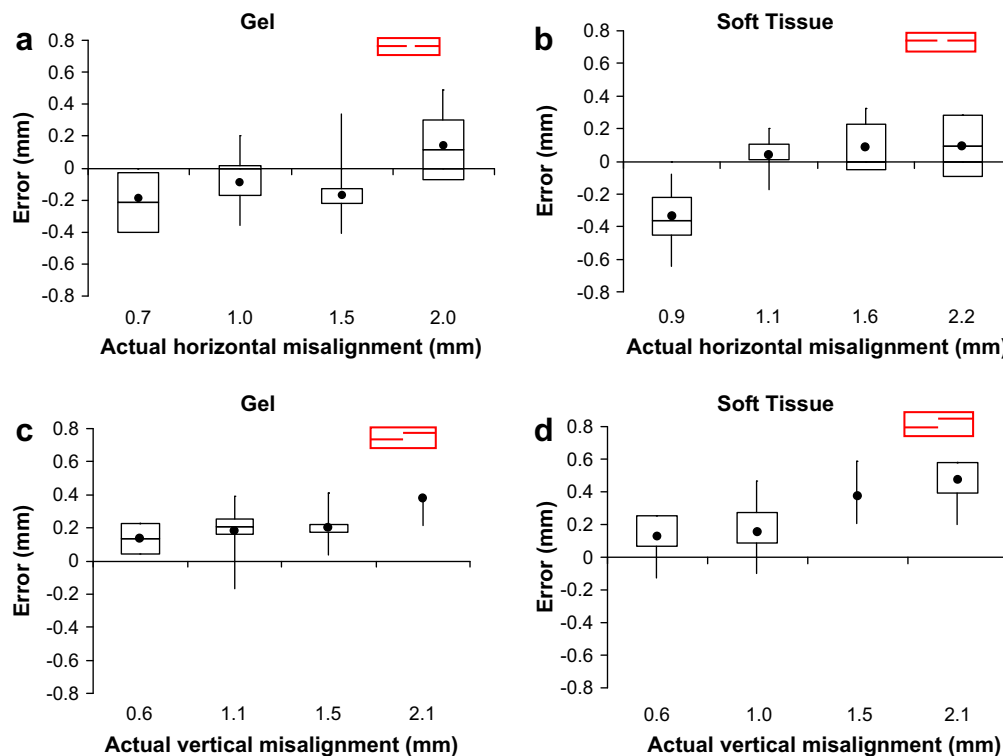 a
Gel
Error (mm)
0.8
0.6
0.4
0.2
0
-0.2
-0.4
-0.6
-0.8
0.7 1.0 1.5 2.0
Actual horizontal misalignment (mm)
b
Soft Tissue
Error (mm)
0.8
0.6
0.4
0.2
0
-0.2
-0.4
-0.6
-0.8
0.9 1.1 1.6 2.2
Actual horizontal misalignment (mm)
c
Gel
Error (mm)
0.8
0.6
0.4
0.2
0
-0.2
-0.4
-0.6
-0.8
0.6 1.1 1.5 2.1
Actual vertical misalignment (mm)
d
Soft Tissue
Error (mm)
0.8
0.6
0.4
0.2
0
-0.2
-0.4
-0.6
-0.8
0.6 1.0 1.5 2.1
Actual vertical misalignment (mm)